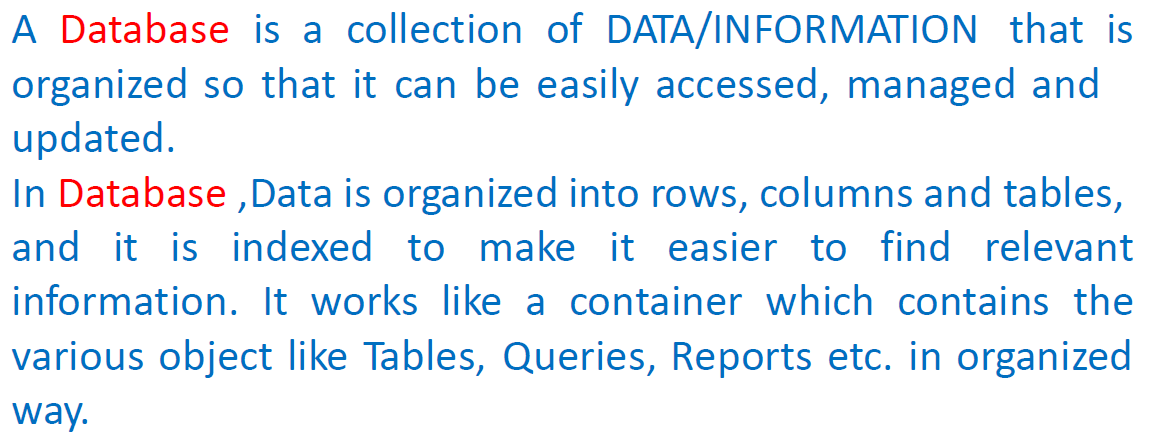 A Database is a collection of DATA/INFORMATION that is
organized so that it can be easily accessed, managed and
updated.
In Database ,Data is organized into rows, columns and tables,
and it is indexed to make it easier to find relevant
information. It works like a container which contains the
various object like Tables, Queries, Reports etc. in organized
way.